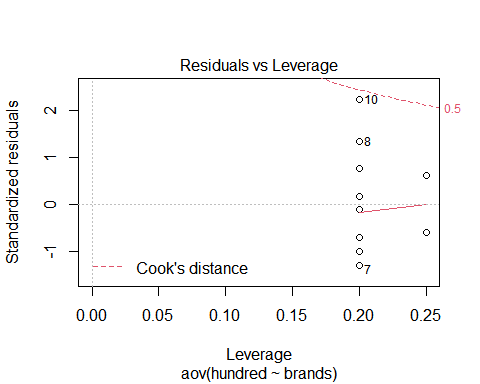 Residuals vs Leverage
Standardized residuals
2
1
0
-1
10
8
7
0.5
Cook's distance
0.00 0.05 0.10 0.15 0.20 0.25
Leverage
aov(hundred ~ brands)